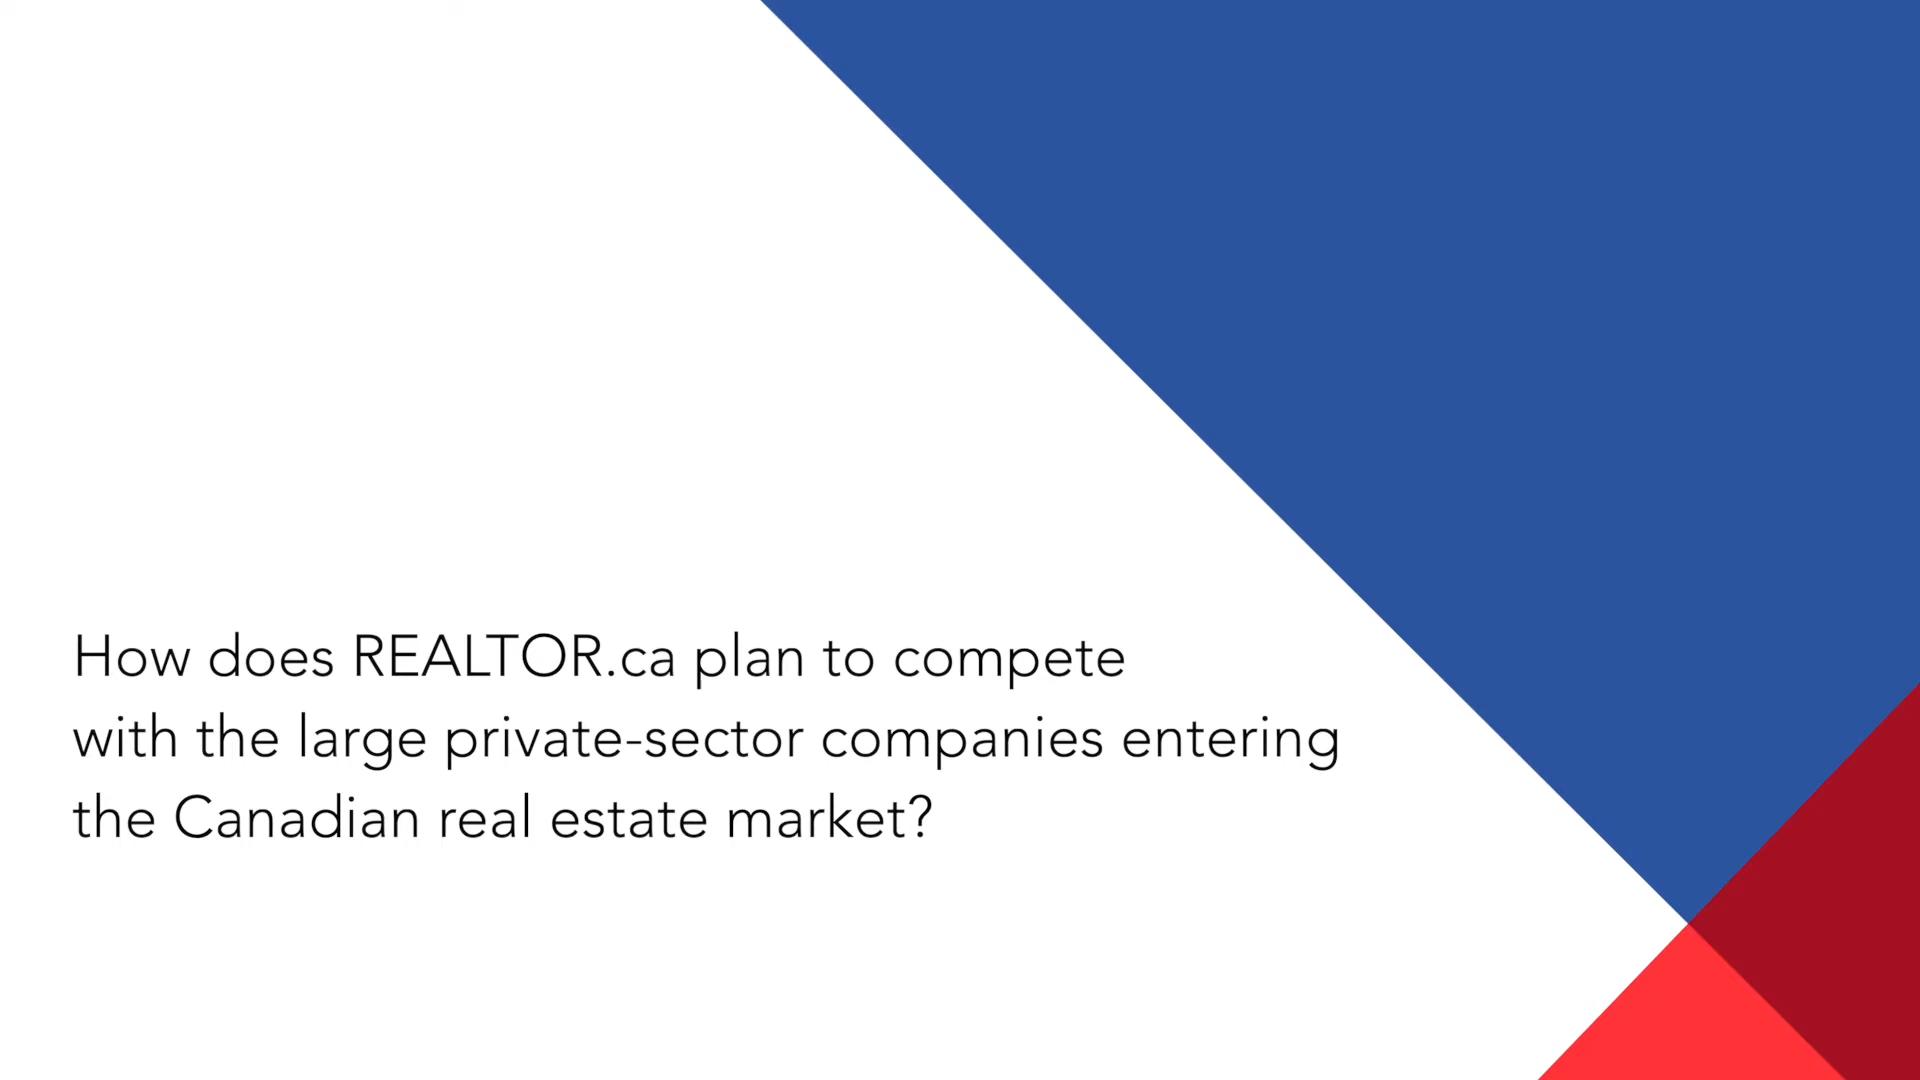 How does REALTOR.ca plan to compete
with the large private-sector companies entering
the Canadian real estate market?